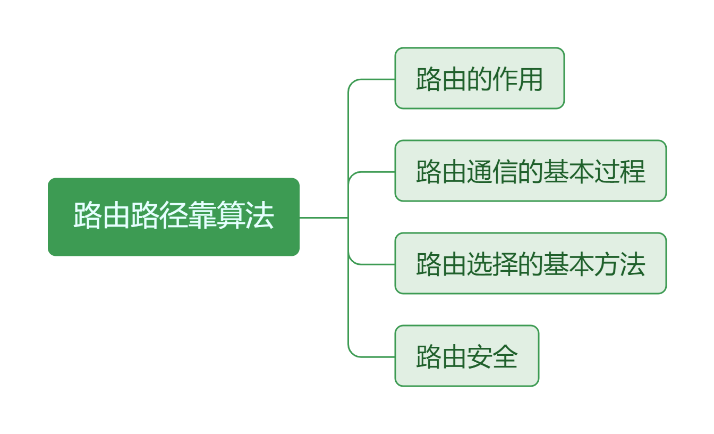 路由路径靠算法
路由的作用
路由通信的基本过程
路由选择的基本方法
路由安全